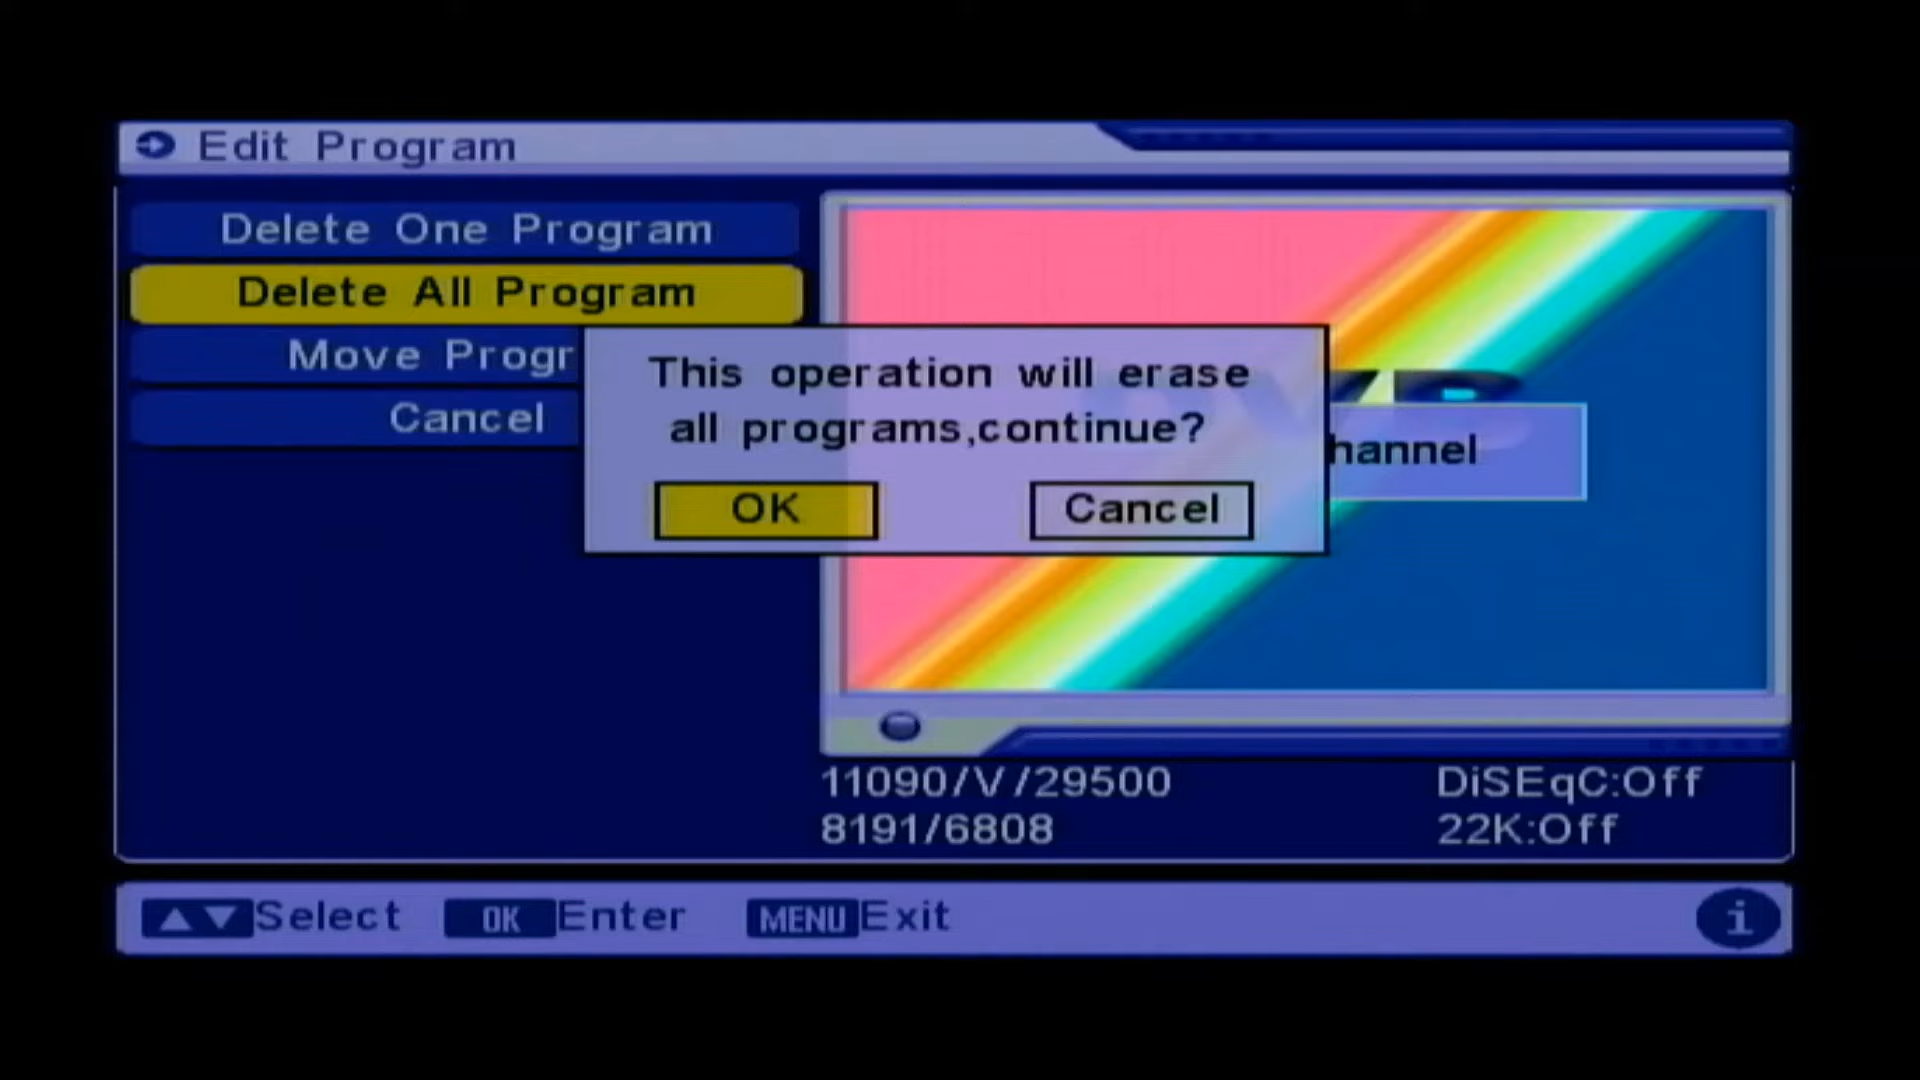 Edit Program
Delete One Program
Delete All Program
Move Progr
Cancel
This operation will erase
all programs,continue?
OK
Cancel
hannel
11090/V/29500
DiSEqC:Off
8191/6808
22K:Off
Select
OK Enter
MENU Exit
i